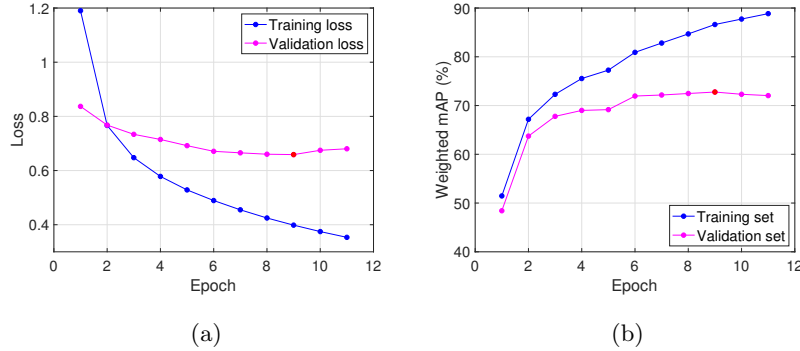 1.2
1
0.8
0.6
0.4
Loss
Training loss
Validation loss
0 2 4 6 8 10 12
Epoch
(a)
90
80
70
60
50
40
Weighted mAP (%)
Training set
Validation set
0 2 4 6 8 10 12
Epoch
(b)